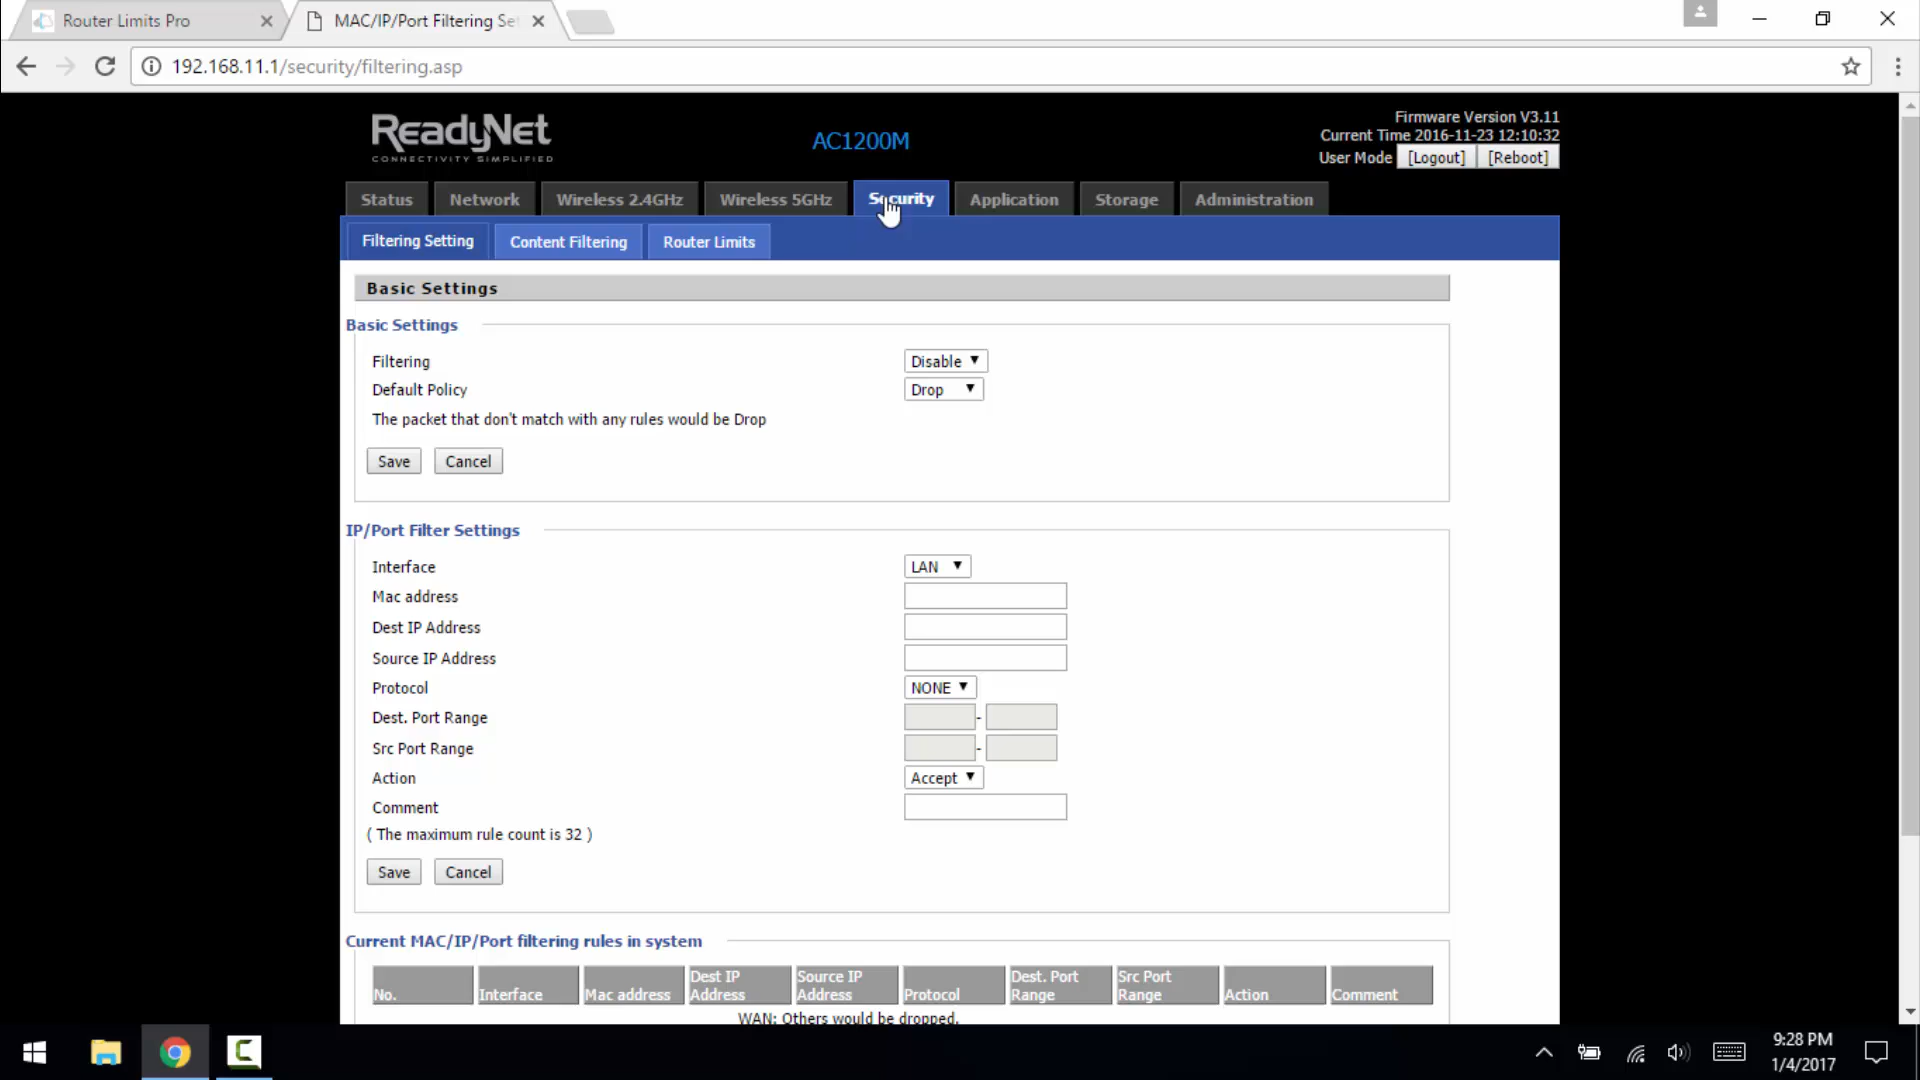 Router Limits Pro
MAC/IP/Port Filtering Set
192.168.11.1/security/filtering.asp
ReadyNet
CONNECTIVITY SIMPLIFIED
AC1200M
Firmware Version V3.11
Current Time 2016-11-23 12:10:32
User Mode [Logout] [Reboot]
Status Network Wireless 2.4GHz Wireless 5GHz Security Application Storage Administration
Filtering Setting Content Filtering Router Limits
Basic Settings
Basic Settings
Filtering Disable
Default Policy Drop
The packet that don't match with any rules would be Drop
Save Cancel
IP/Port Filter Settings
Interface LAN
Mac address
Dest IP Address
Source IP Address
Protocol NONE
Dest. Port Range -
Src Port Range -
Action Accept
Comment
( The maximum rule count is 32 )
Save Cancel
Current MAC/IP/Port filtering rules in system
No. Interface Mac address Dest IP Address Source IP Address Protocol Dest. Port Range Src Port Range Action Comment
WAN: Others would be dropped.
9:28 PM
1/4/2017